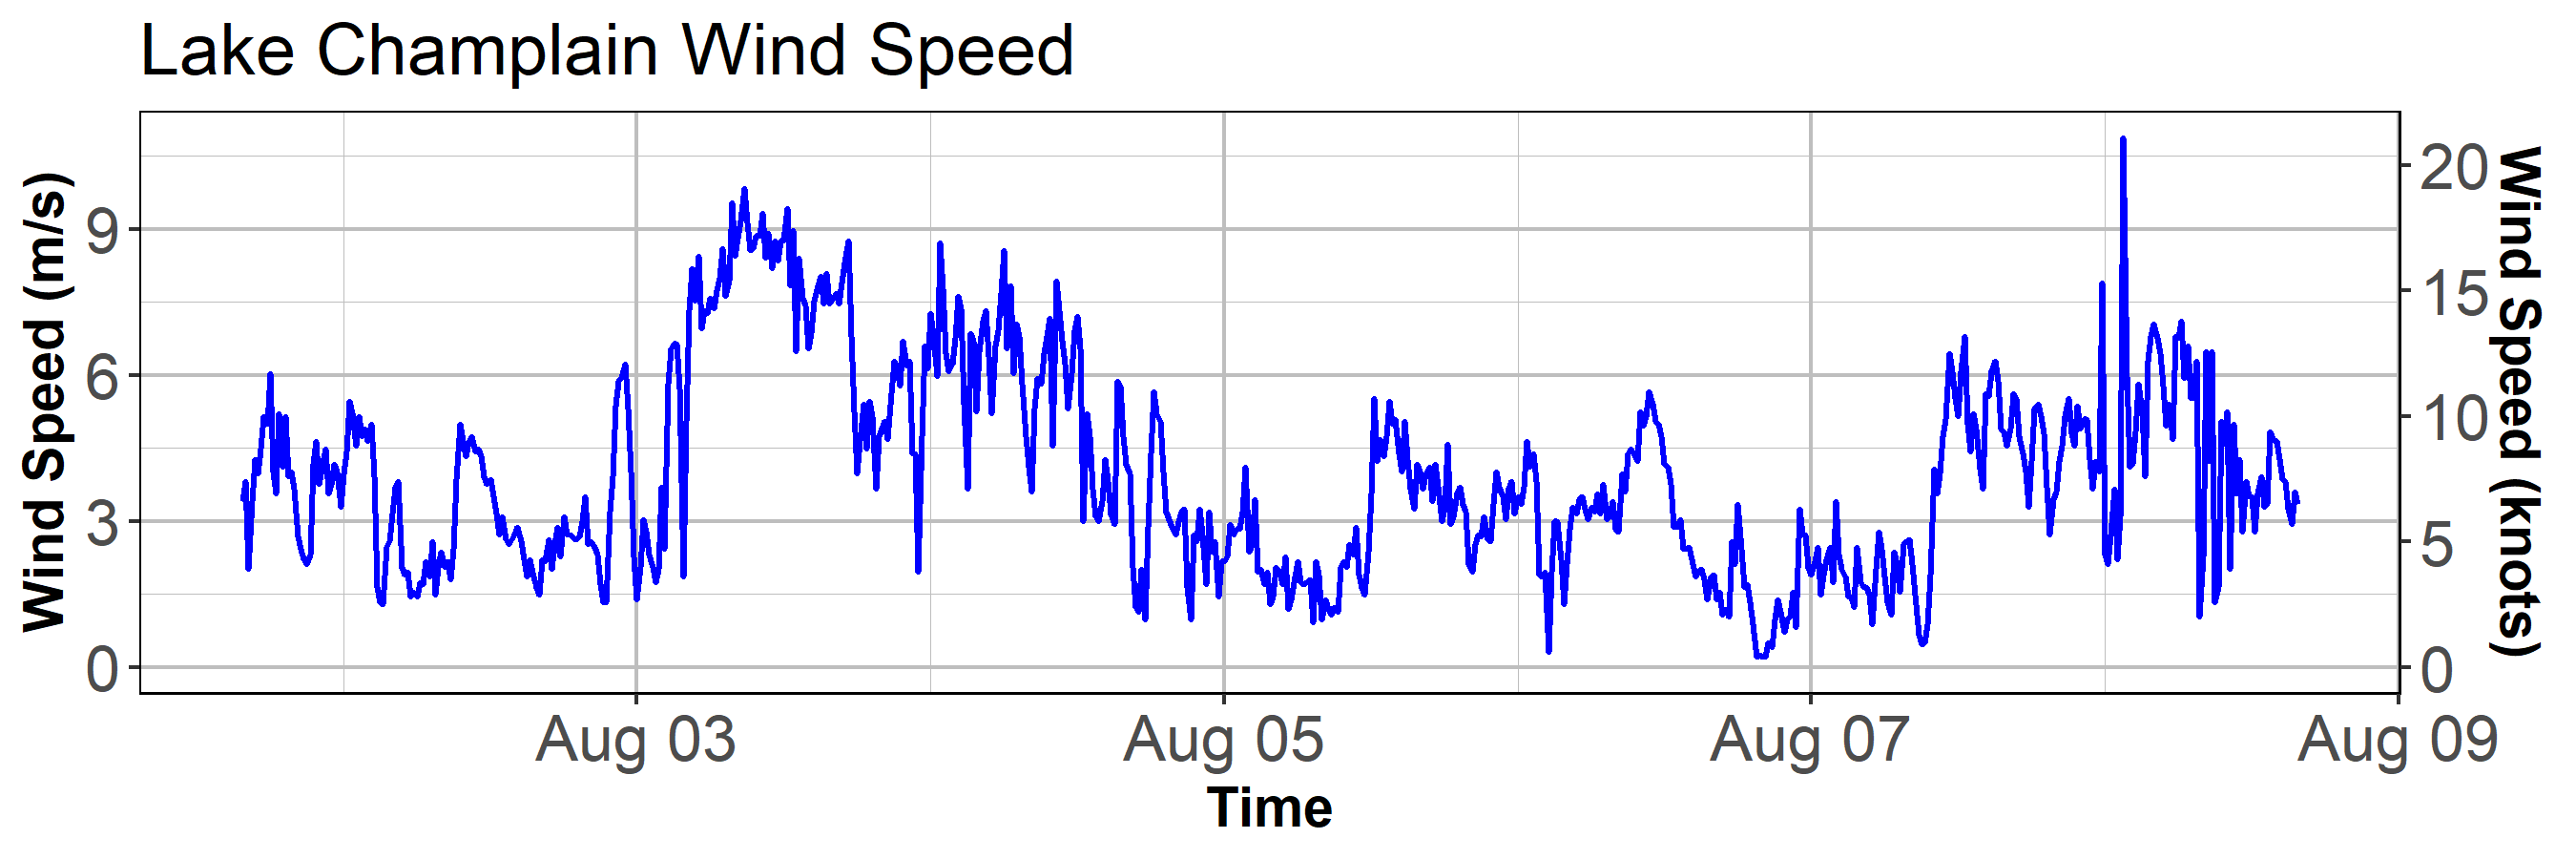 Lake Champlain Wind Speed
Wind Speed (m/s)
9
6
3
0
20
15
10
5
0
Wind Speed (knots)
Aug 03
Aug 05
Aug 07
Aug 09
Time